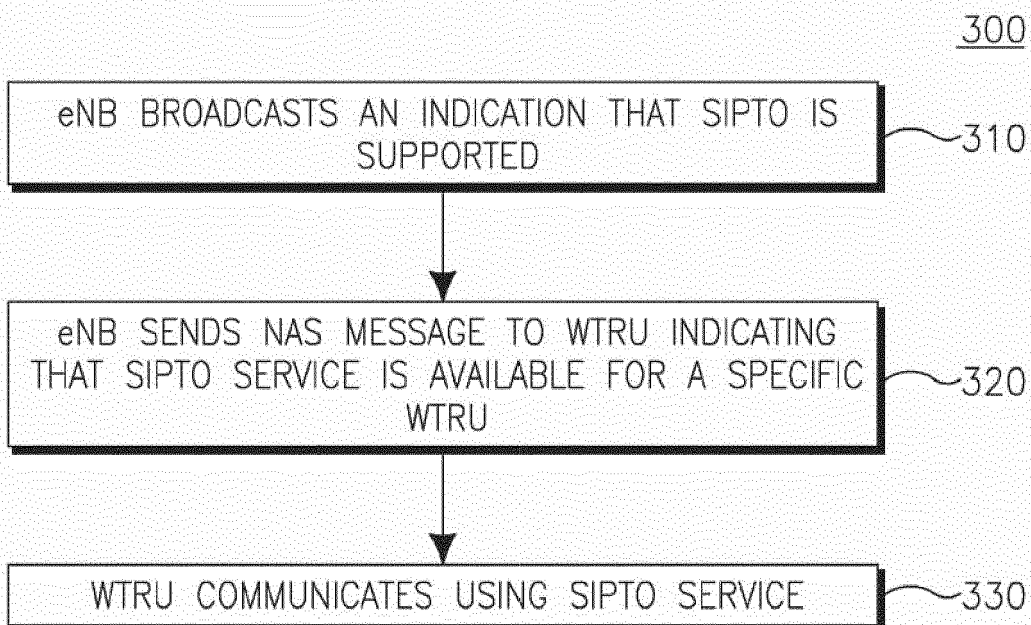 300
eNB BROADCASTS AN INDICATION THAT SIPTO IS
SUPPORTED
310
eNB SENDS NAS MESSAGE TO WTRU INDICATING
THAT SIPTO SERVICE IS AVAILABLE FOR A SPECIFIC
WTRU
320
WTRU COMMUNICATES USING SIPTO SERVICE
330